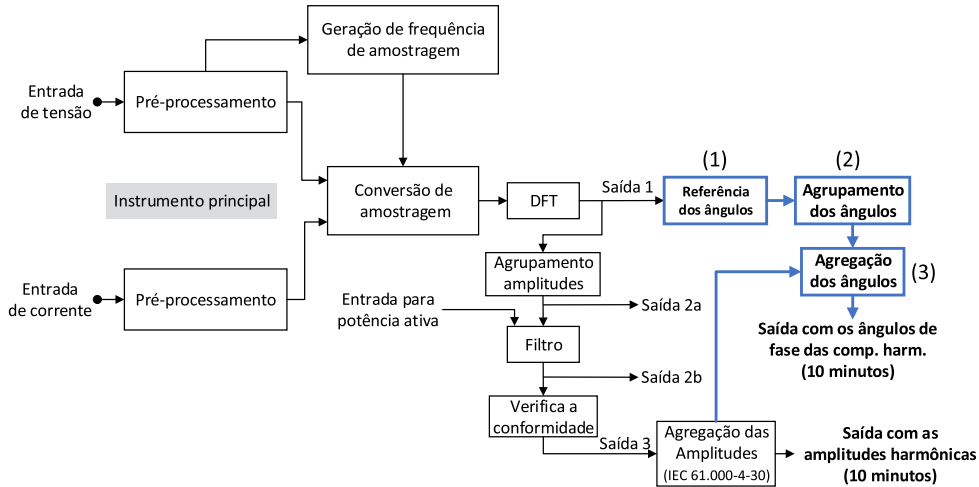 Geração de frequência
de amostragem
Entrada
de tensão
Pré-processamento
(1)
(2)
Instrumento principal
Conversão de
amostragem
DFT
Saída 1
Referência
dos ângulos
Agrupamento
dos ângulos
Agrupamento
amplitudes
Agregação
dos ângulos
(3)
Entrada
de corrente
Pré-processamento
Entrada para
potência ativa
Saída 2a
Filtro
Saída com os ângulos de
fase das comp. harm.
(10 minutos)
Saída 2b
Verifica a
conformidade
Saída 3
Agregação das
Amplitudes
(IEC 61.000-4-30)
Saída com as
amplitudes harmônicas
(10 minutos)